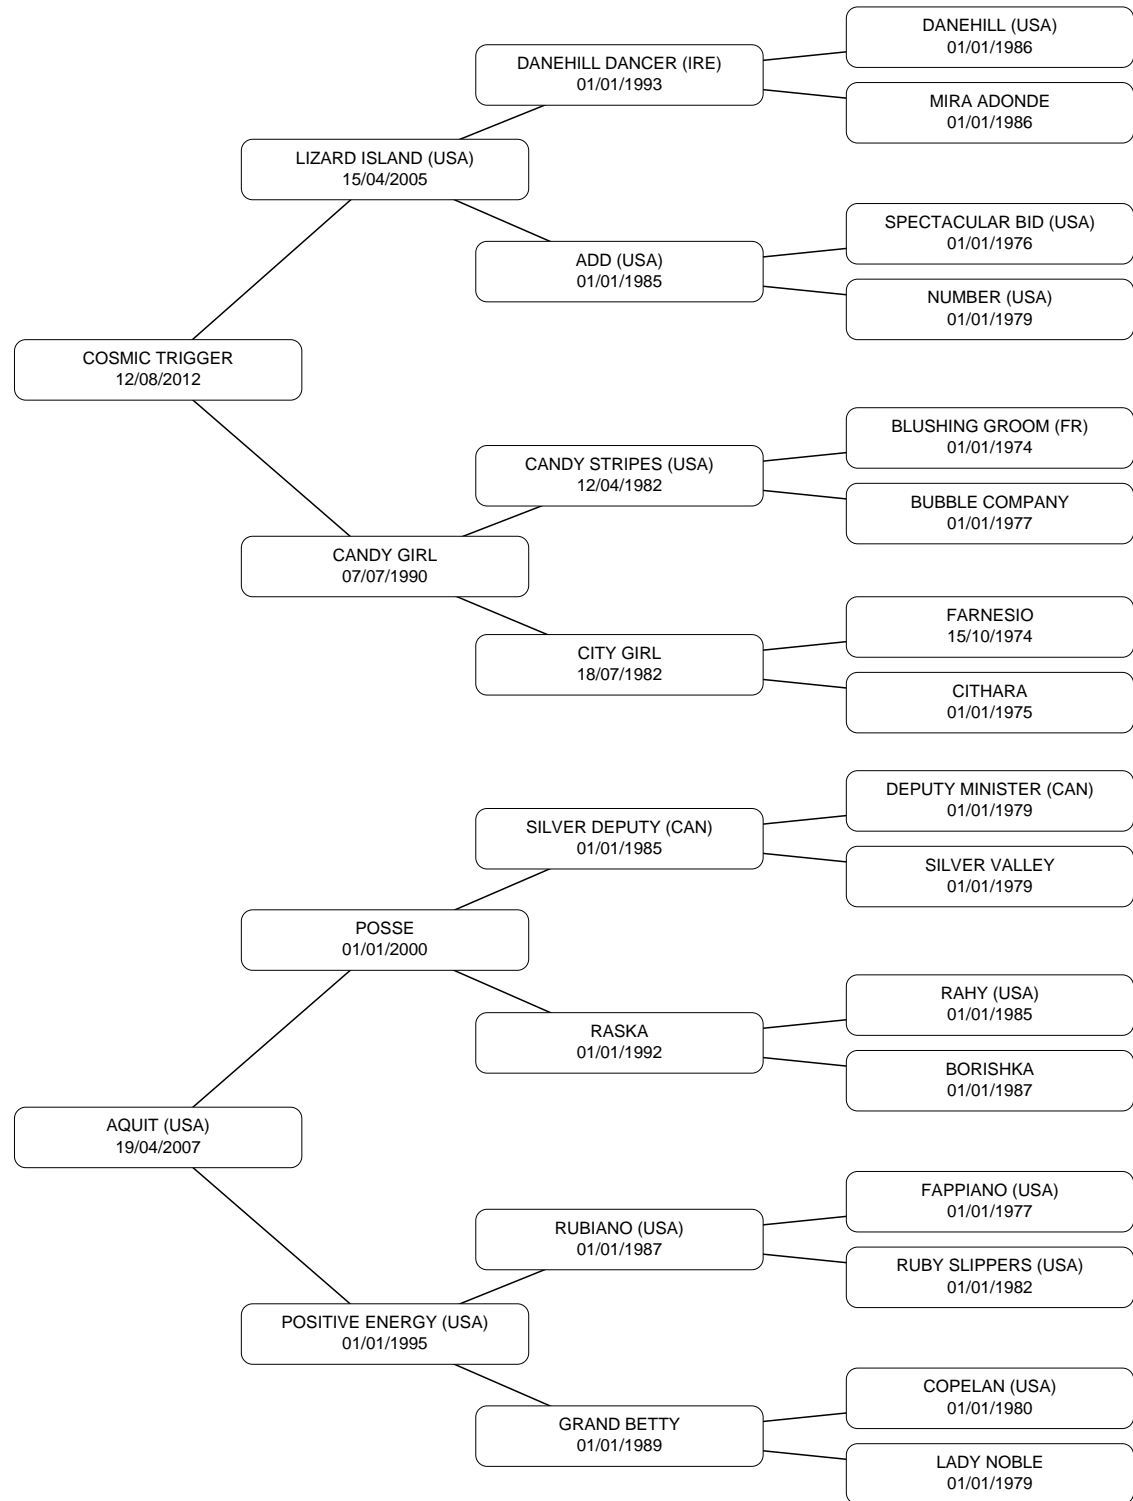 DANEHILL (USA)
01/01/1986
DANEHILL DANCER (IRE)
01/01/1993
MIRA ADONDE
01/01/1986
LIZARD ISLAND (USA)
15/04/2005
SPECTACULAR BID (USA)
01/01/1976
ADD (USA)
01/01/1985
NUMBER (USA)
01/01/1979
COSMIC TRIGGER
12/08/2012
BLUSHING GROOM (FR)
01/01/1974
CANDY STRIPES (USA)
12/04/1982
BUBBLE COMPANY
01/01/1977
CANDY GIRL
07/07/1990
FARNESIO
15/10/1974
CITY GIRL
18/07/1982
CITHARA
01/01/1975
DEPUTY MINISTER (CAN)
01/01/1979
SILVER DEPUTY (CAN)
01/01/1985
SILVER VALLEY
01/01/1979
POSSE
01/01/2000
RAHY (USA)
01/01/1985
RASKA
01/01/1992
BORISHKA
01/01/1987
AQUIT (USA)
19/04/2007
FAPPIANO (USA)
01/01/1977
RUBIANO (USA)
01/01/1987
RUBY SLIPPERS (USA)
01/01/1982
POSITIVE ENERGY (USA)
01/01/1995
COPELAN (USA)
01/01/1980
GRAND BETTY
01/01/1989
LADY NOBLE
01/01/1979